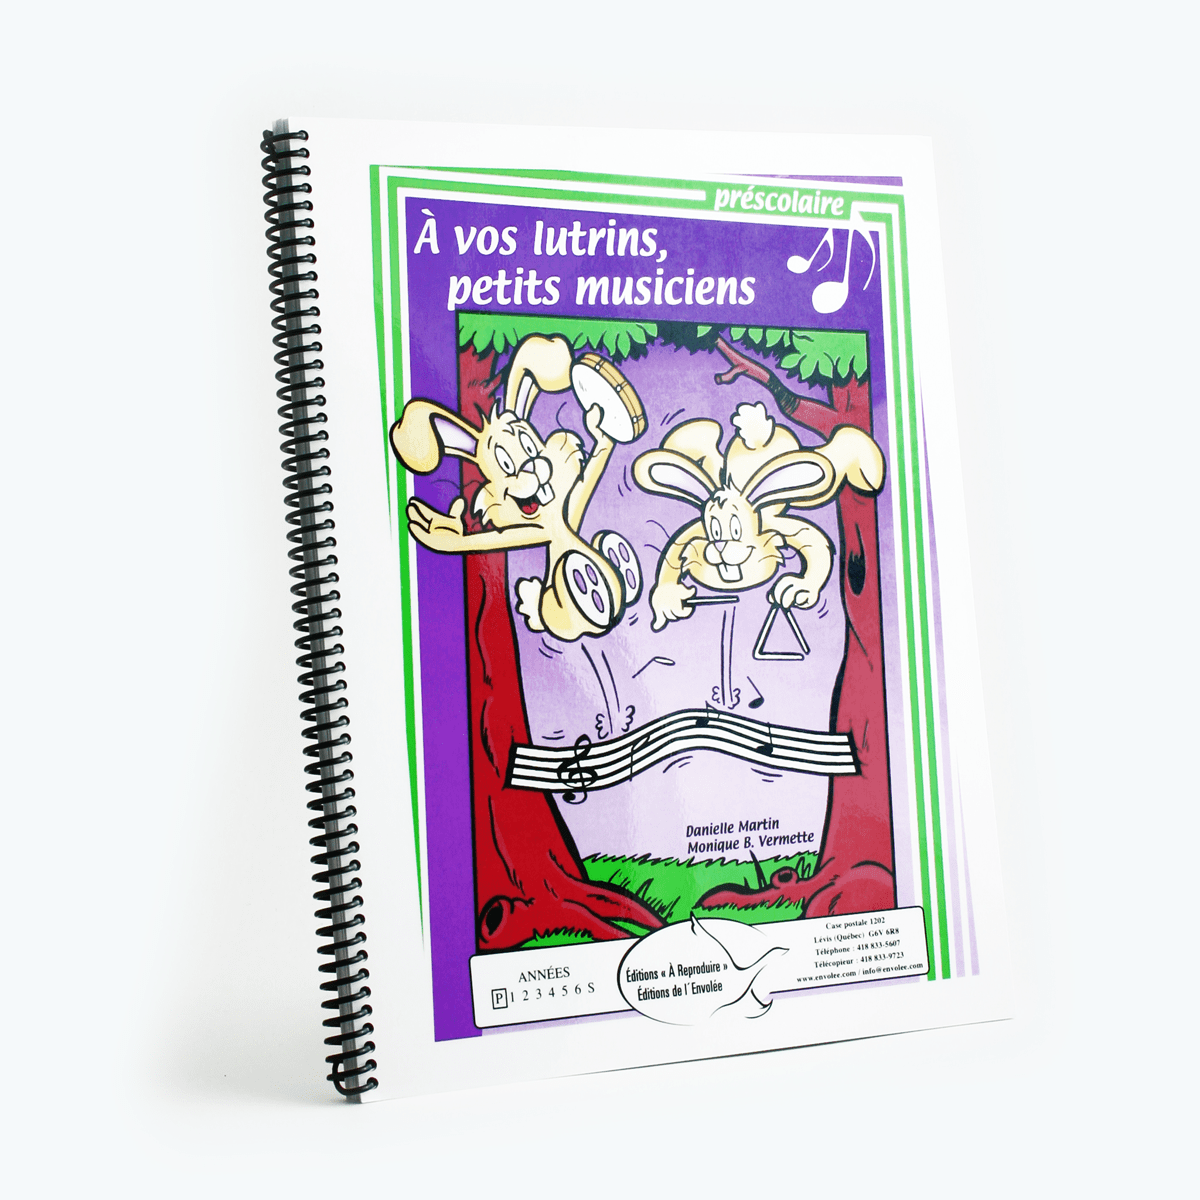 préscolaire
À vos lutrins,
petits musiciens
Danielle Martin
Monique B. Vermette
ANNÉES
P 1 2 3 4 5 6 S
Éditions « À Reproduire »
Éditions de l'Envolée
Case postale 1202
Lévis (Québec) G6V 6R8
Téléphone : 418 833-5607
Télécopieur : 418 833-9723
www.envolee.com / info@envolee.com